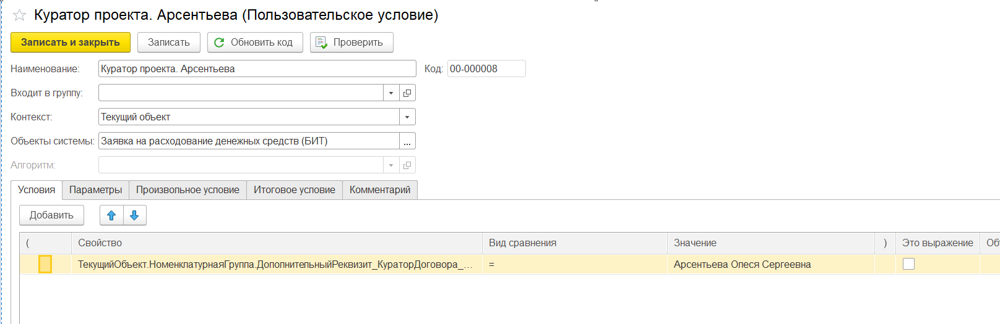 Куратор проекта. Арсентьева (Пользовательское условие)
Записать и закрыть Записать Обновить код Проверить
Наименование: Куратор проекта. Арсентьева Код: 00-000008
Входит в группу:
Контекст: Текущий объект
Объекты системы: Заявка на расходование денежных средств (БИТ) ...
Алгоритм:
Условия Параметры Произвольное условие Итоговое условие Комментарий
Добавить
( Свойство Вид сравнения Значение ) Это выражение Об
ТекущийОбъект.НоменклатурнаяГруппа.ДополнительныйРеквизит_КураторДоговора_... = Арсентьева Олеся Сергеевна